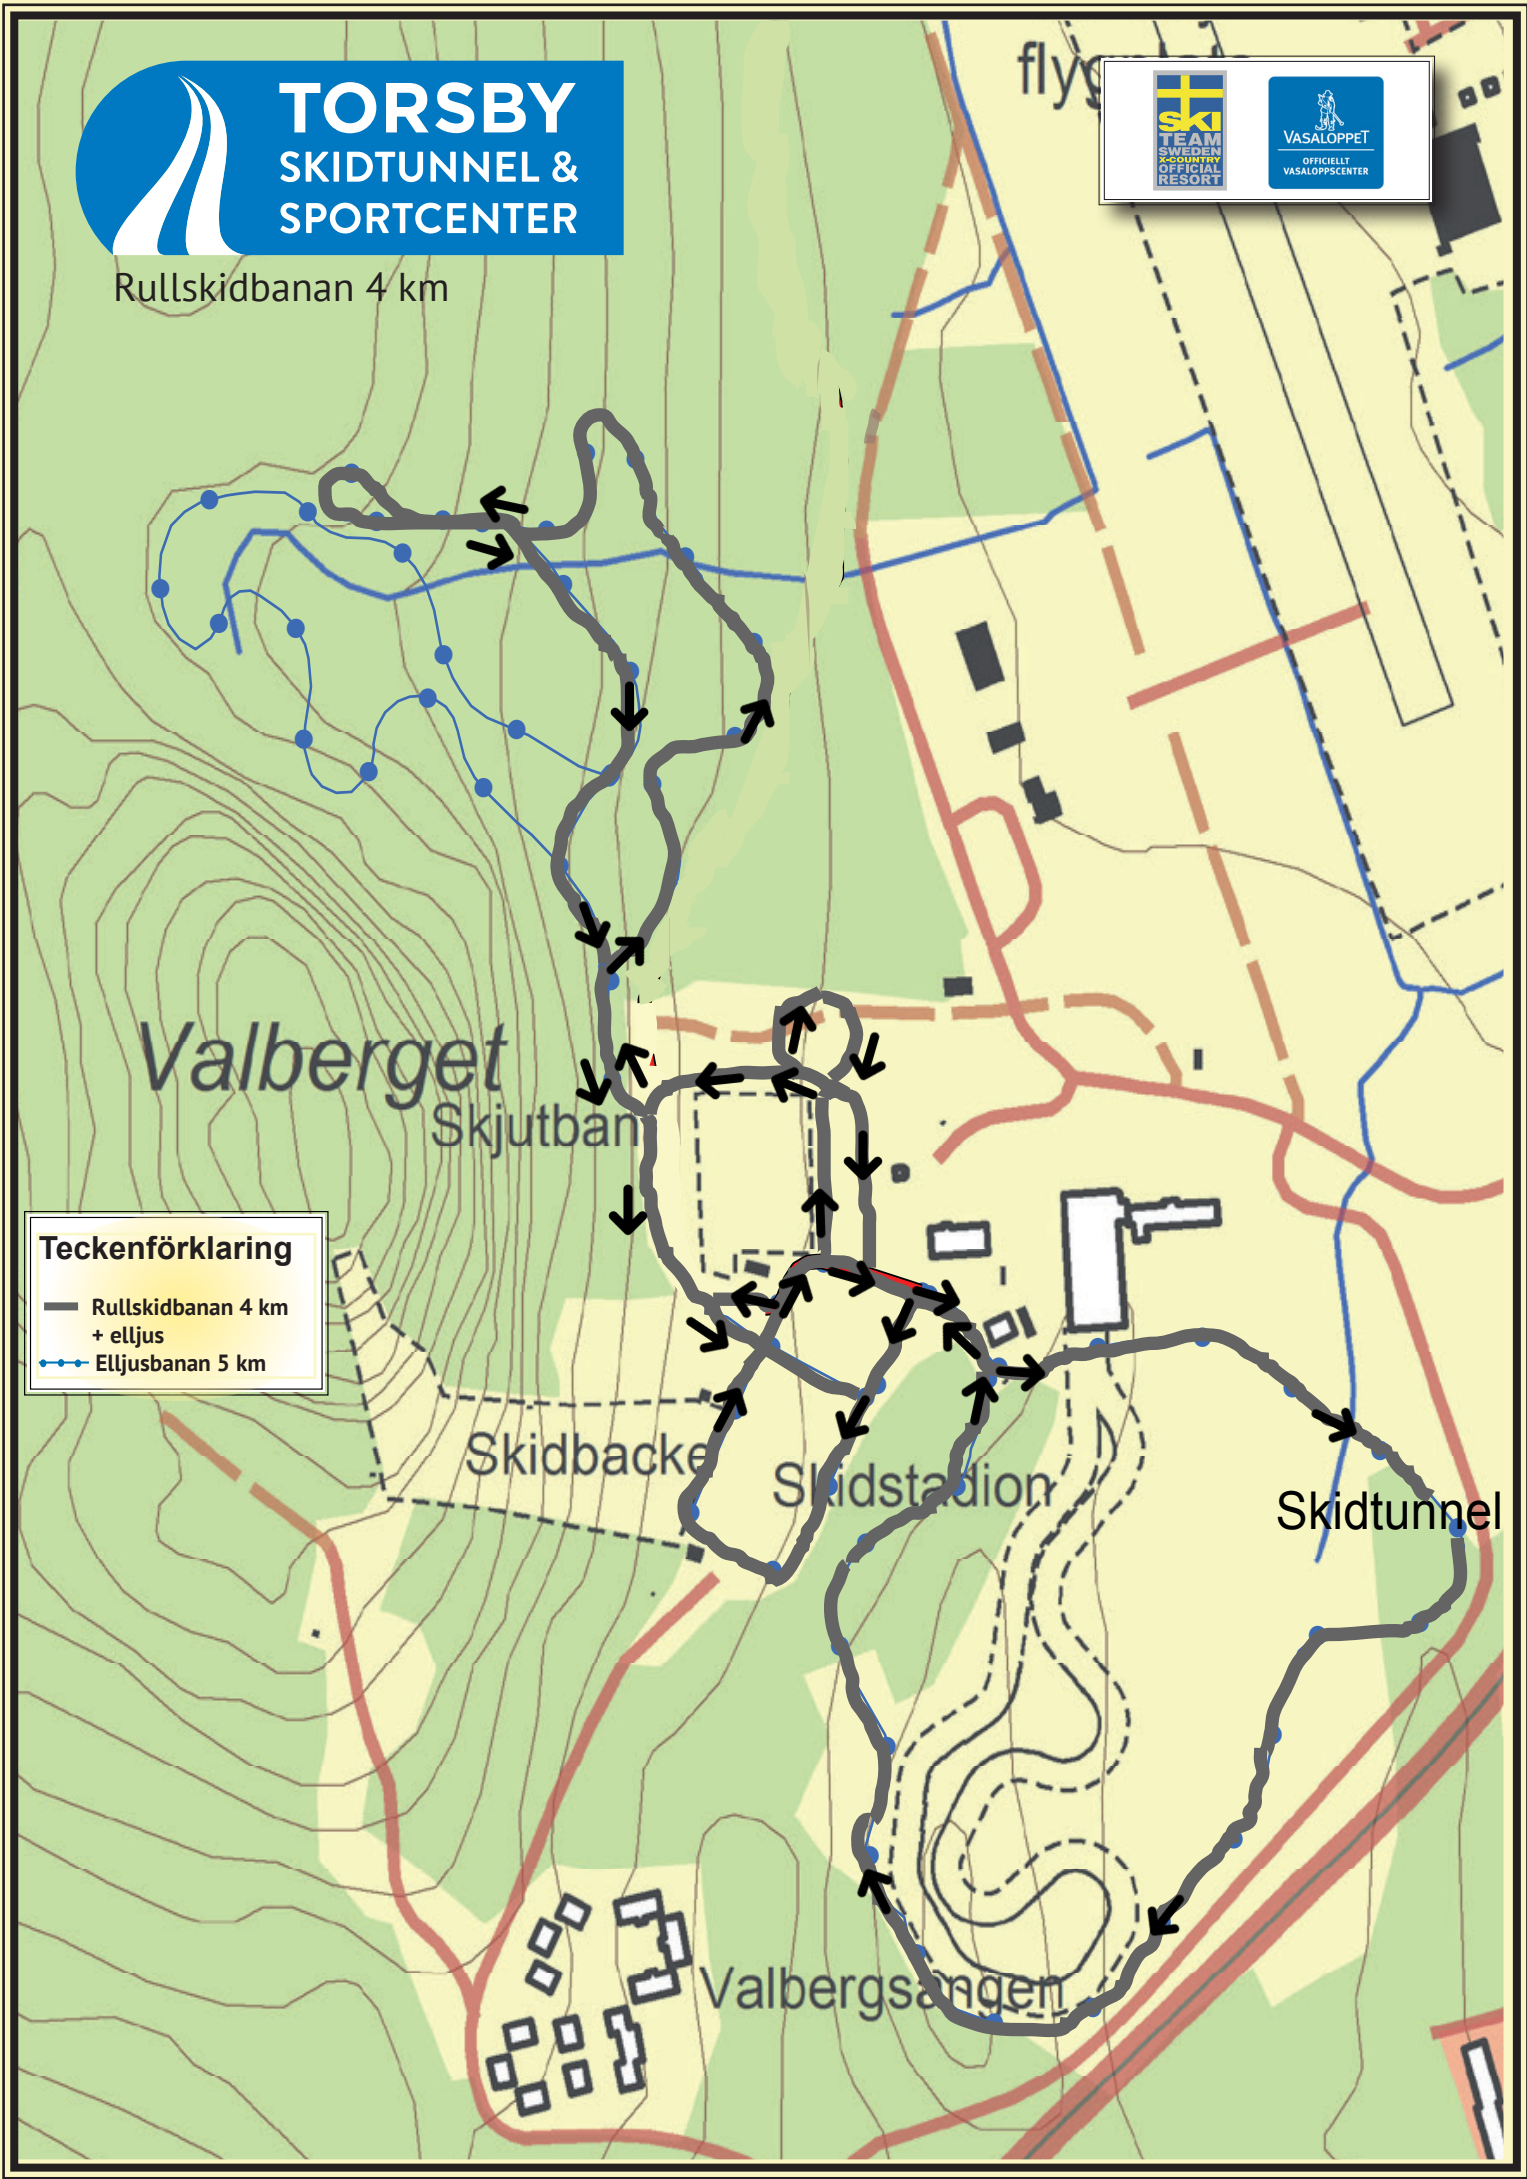 TORSBY
SKIDTUNNEL &
SPORTCENTER
Rullskidbanan 4 km
SKI
TEAM
SWEDEN
X-COUNTRY
OFFICIAL
RESORT
VASALOPPET
OFFICIELLT
VASALOPPSCENTER
Valberget
Skjutban
Teckenförklaring
Rullskidbanan 4 km
+ elljus
Elljusbanan 5 km
Skidbacke
Skidstadion
Skidtunnel
Valbergsängen